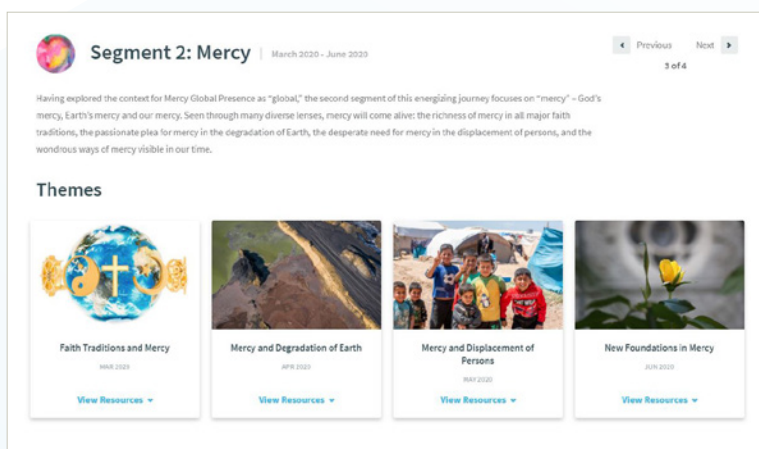 Segment 2: Mercy | March 2020 - June 2020
Previous Next
3 of 4
Having explored the context for Mercy Global Presence as “global,” the second segment of this energizing journey focuses on “mercy” – God’s
mercy, Earth’s mercy and our mercy. Seen through many diverse lenses, mercy will come alive: the richness of mercy in all major faith
traditions, the passionate plea for mercy in the degradation of Earth, the desperate need for mercy in the displacement of persons, and the
wondrous ways of mercy visible in our time.
Themes
Faith Traditions and Mercy
MAR 2020
View Resources
Mercy and Degradation of Earth
APR 2020
View Resources
Mercy and Displacement of
Persons
MAY 2020
View Resources
New Foundations in Mercy
JUN 2020
View Resources